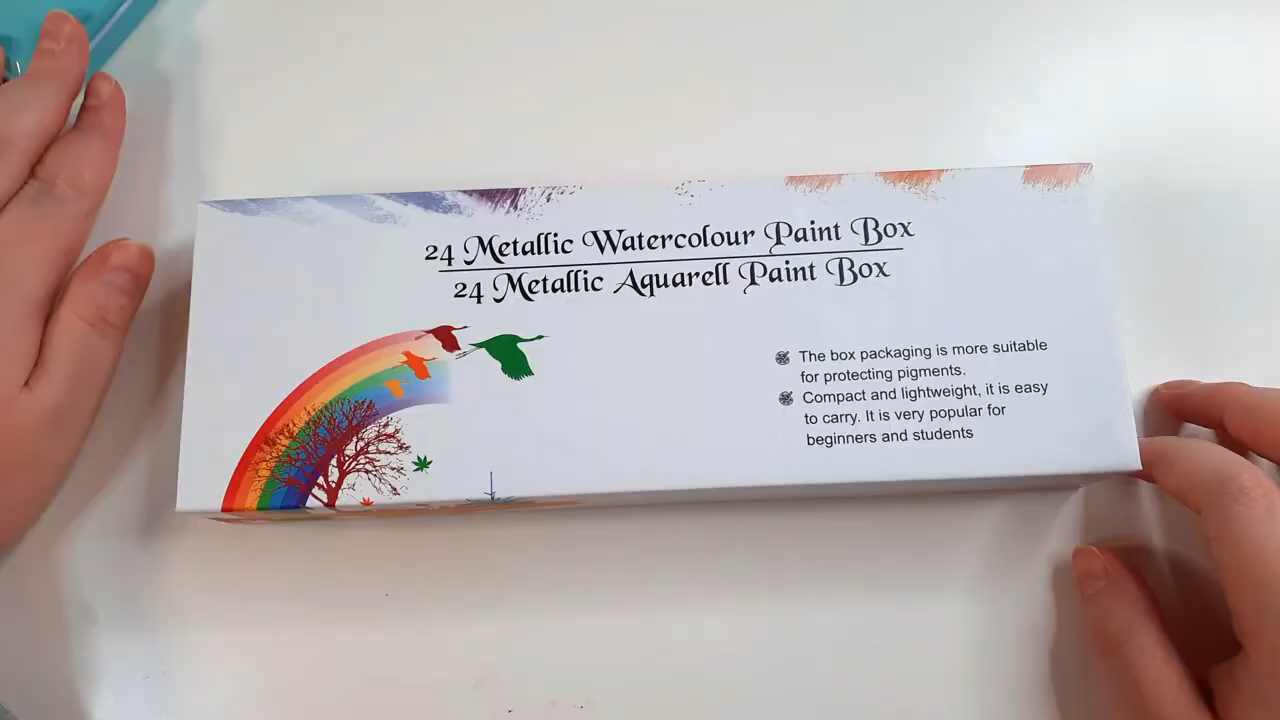 24 Metallic Watercolour Paint Box
24 Metallic Aquarell Paint Box
The box packaging is more suitable
for protecting pigments.
Compact and lightweight, it is easy
to carry. It is very popular for
beginners and students